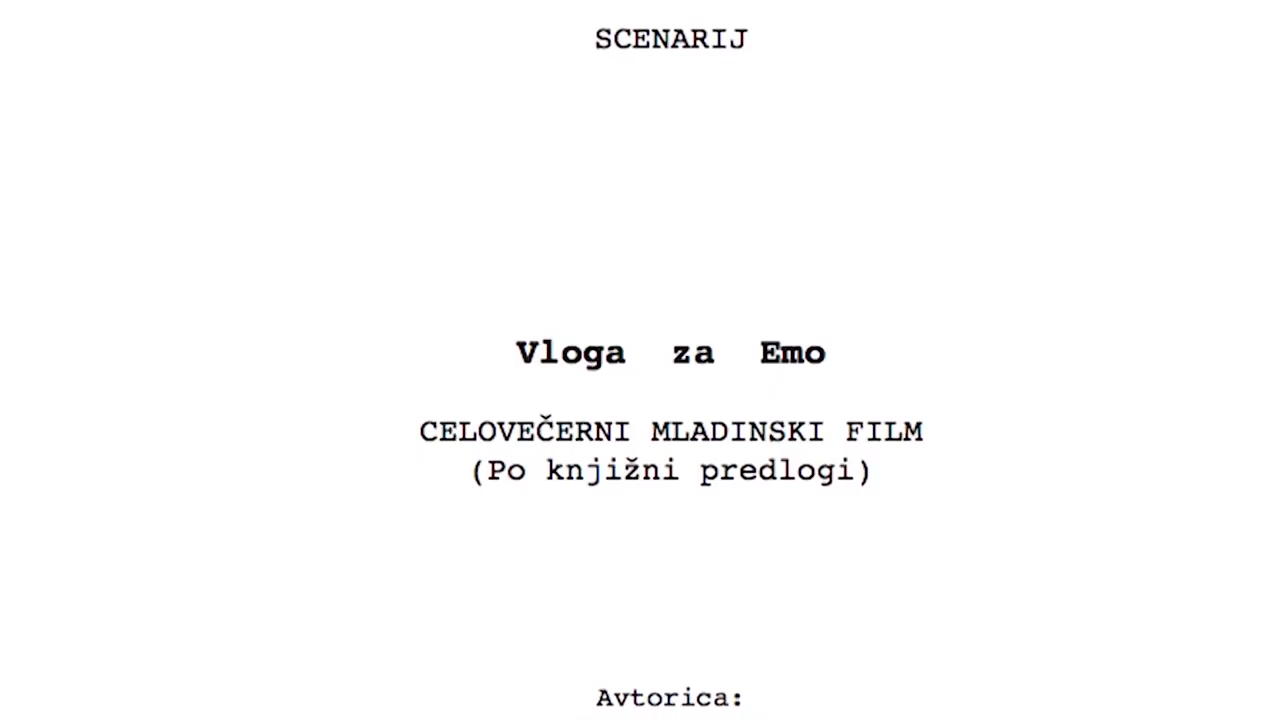 SCENARIJ
Vloga za Emo
CELOVEČERNI MLADINSKI FILM
(Po knjižni predlogi)
Avtorica: